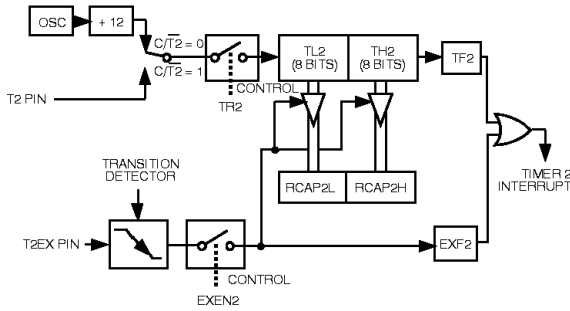 OSC
÷ 12
C/T2 = 0
C/T2 = 1
TL2
(8 BITS)
TH2
(8 BITS)
TF2
CONTROL
TR2
T2 PIN
RCAP2L
RCAP2H
TIMER 2
INTERRUPT
TRANSITION
DETECTOR
T2EX PIN
EXF2
CONTROL
EXEN2